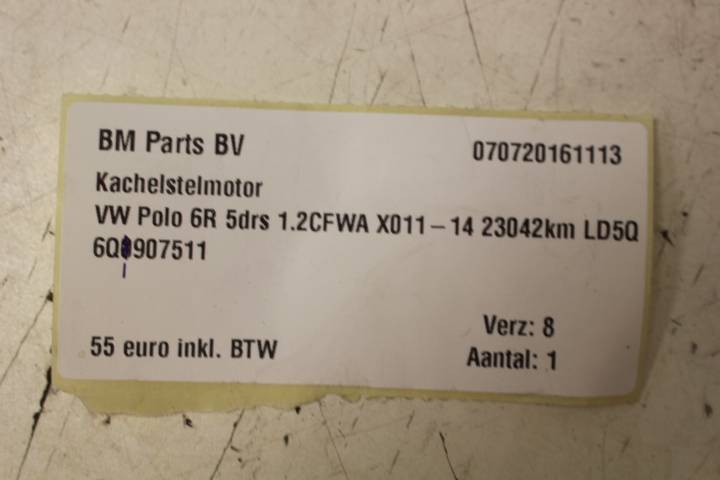 BM Parts BV
070720161113
Kachelstelmotor
VW Polo 6R 5drs 1.2CFWA X011-14 23042km LD5Q
55 euro inkl. BTW
Verz: 8
Aantal: 1